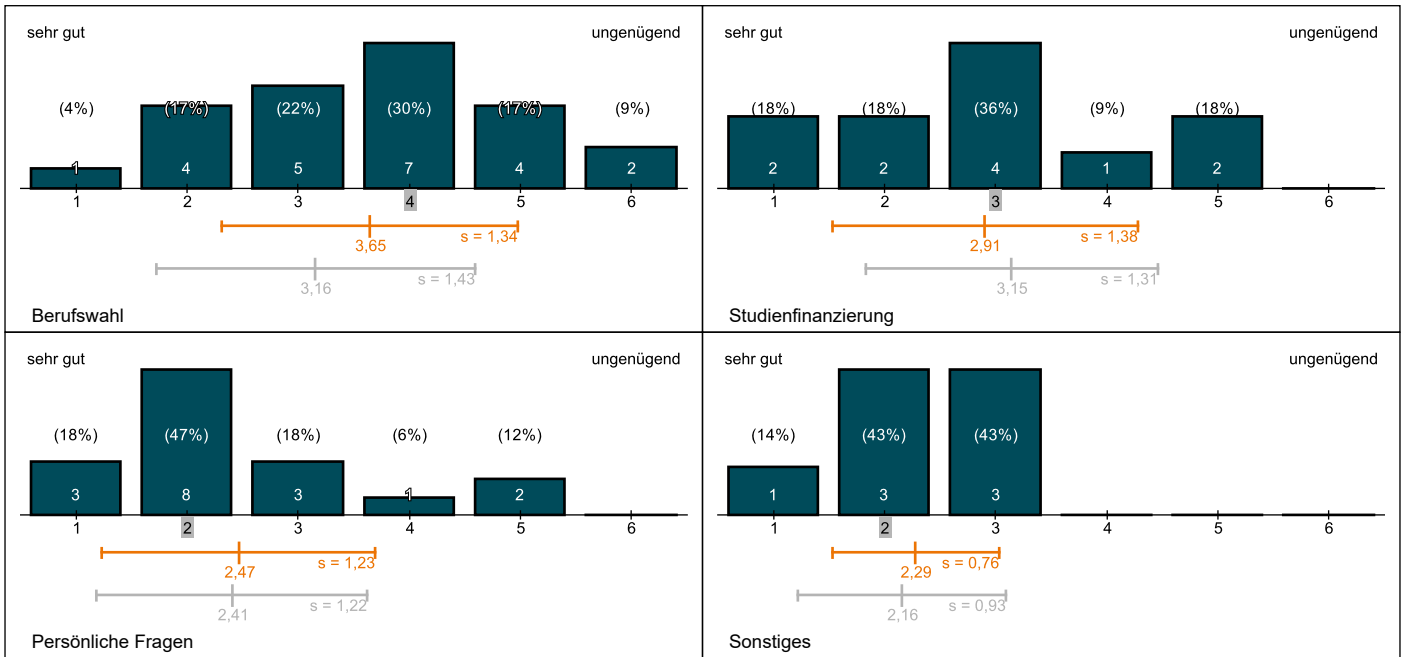 sehr gut ungenügend
(4%) (17%) (22%) (30%) (17%) (9%)
1 4 5 7 4 2
1 2 3 4 5 6
3,65 s = 1,34
3,16 s = 1,43
Berufswahl
sehr gut ungenügend
(18%) (18%) (36%) (9%) (18%)
2 2 4 1 2
1 2 3 4 5 6
2,91 s = 1,38
3,15 s = 1,31
Studienfinanzierung
sehr gut ungenügend
(18%) (47%) (18%) (6%) (12%)
3 8 3 1 2
1 2 3 4 5 6
2,47 s = 1,23
2,41 s = 1,22
Persönliche Fragen
sehr gut ungenügend
(14%) (43%) (43%)
1 3 3
1 2 3 4 5 6
2,29 s = 0,76
2,16 s = 0,93
Sonstiges